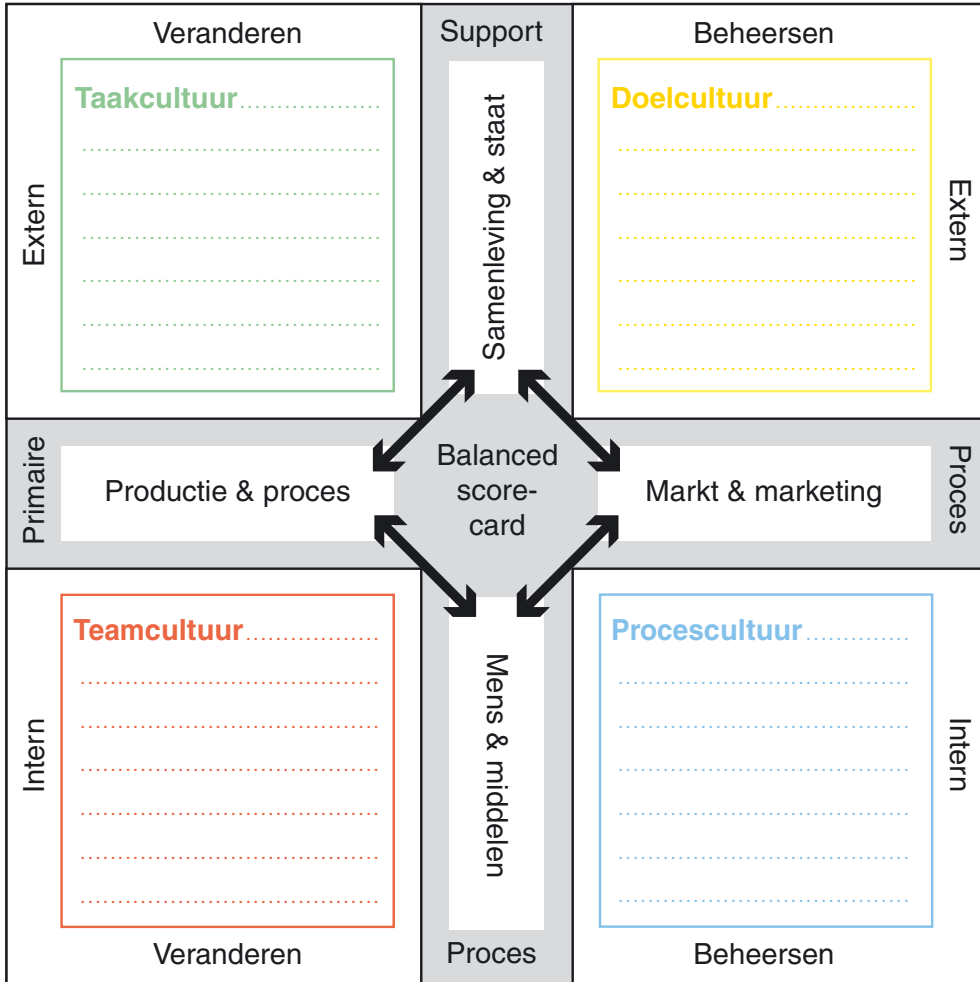 Veranderen
Support
Beheersen
Taakcultuur
Samenleving & staat
Doelcultuur
Extern
Extern
Primaire
Productie & proces
Balanced
score-
card
Markt & marketing
Proces
Teamcultuur
Mens & middelen
Procescultuur
Intern
Intern
Veranderen
Proces
Beheersen